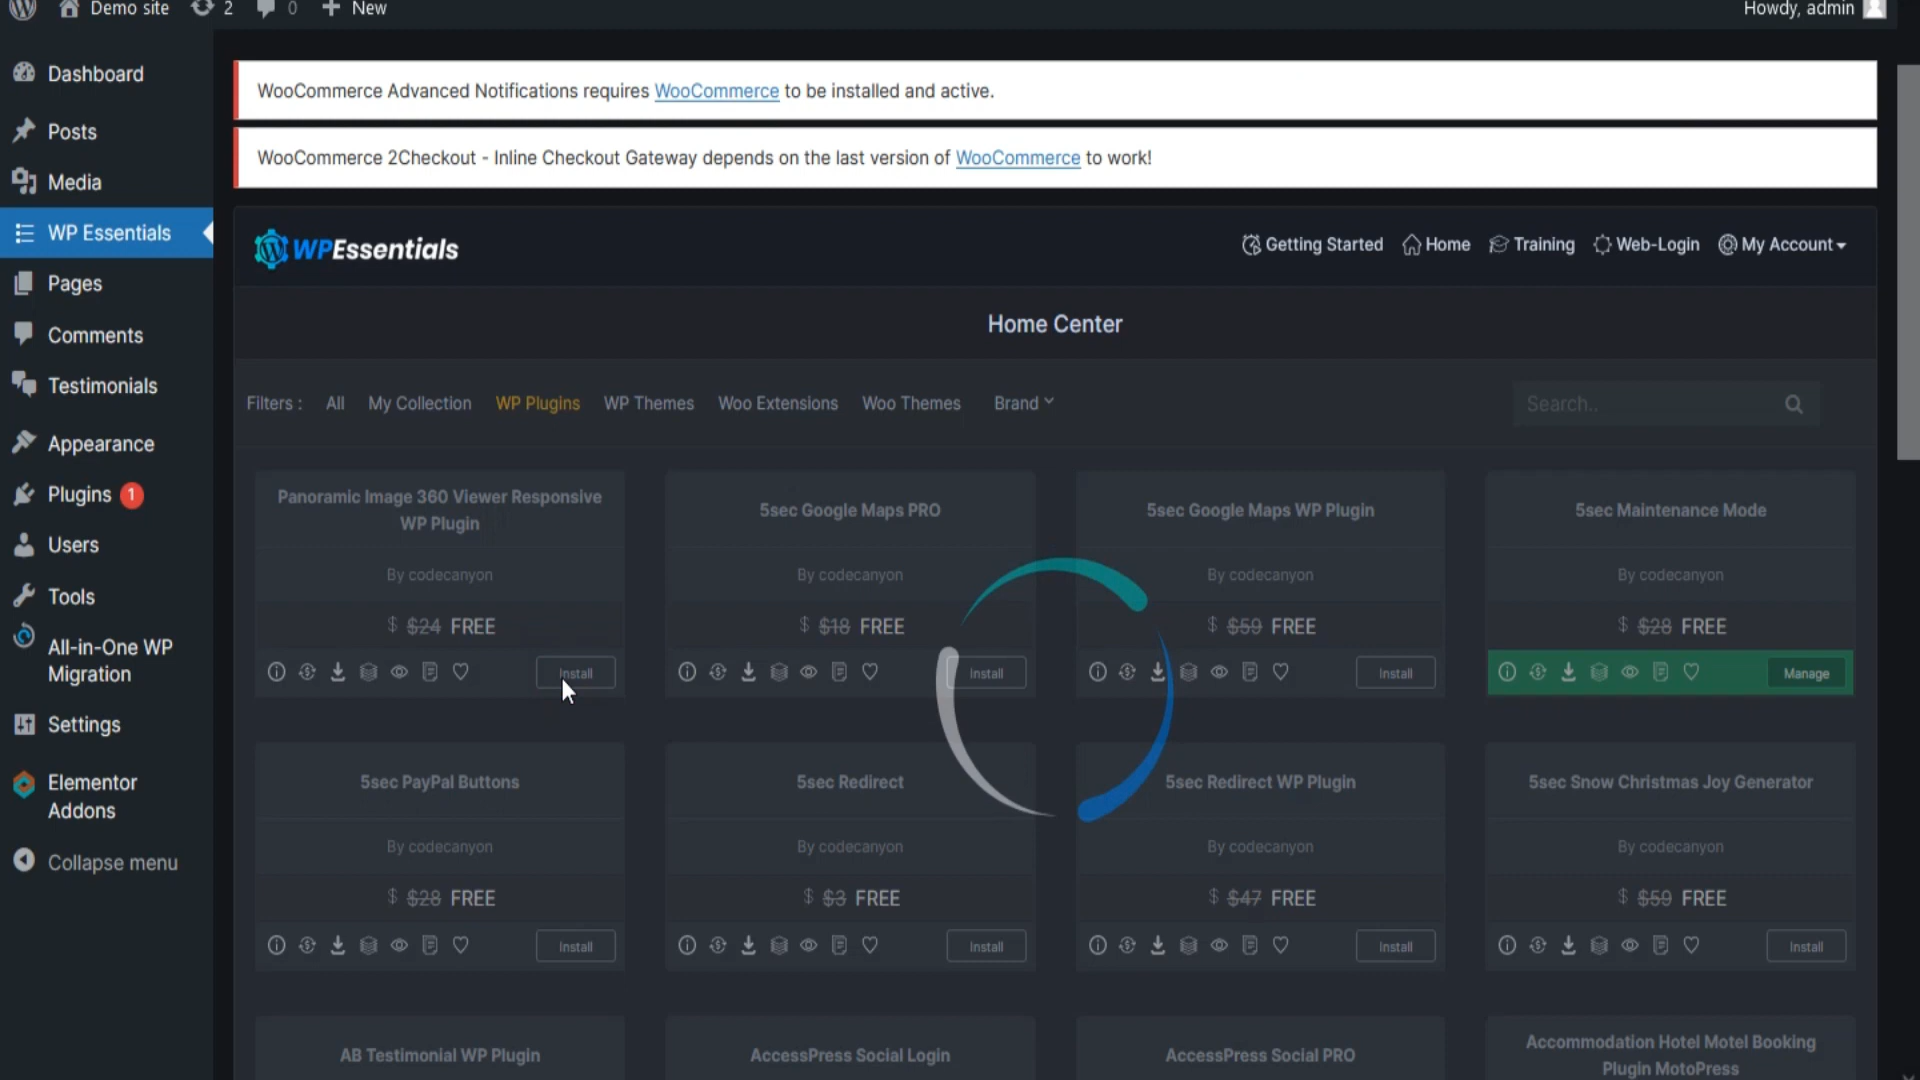 Demo site 2 0 New Howdy, admin
Dashboard
Posts
Media
WP Essentials
Pages
Comments
Testimonials
Appearance
Plugins 1
Users
Tools
All-in-One WP
Migration
Settings
Elementor
Addons
Collapse menu
WooCommerce Advanced Notifications requires WooCommerce to be installed and active.
WooCommerce 2Checkout - Inline Checkout Gateway depends on the last version of WooCommerce to work!
WPEssentials Getting Started Home Training Web-Login My Account
Home Center
Filters : All My Collection WP Plugins WP Themes Woo Extensions Woo Themes Brand Search..
Panoramic Image 360 Viewer Responsive
WP Plugin
By codecanyon
$ $24 FREE
Install
5sec Google Maps PRO
By codecanyon
$ $18 FREE
Install
5sec Google Maps WP Plugin
By codecanyon
$ $59 FREE
Install
5sec Maintenance Mode
By codecanyon
$ $28 FREE
Manage
5sec PayPal Buttons
By codecanyon
$ $28 FREE
Install
5sec Redirect
By codecanyon
$ $3 FREE
Install
5sec Redirect WP Plugin
By codecanyon
$ $47 FREE
Install
5sec Snow Christmas Joy Generator
By codecanyon
$ $59 FREE
Install
AB Testimonial WP Plugin
AccessPress Social Login
AccessPress Social PRO
Accommodation Hotel Motel Booking
Plugin MotoPress